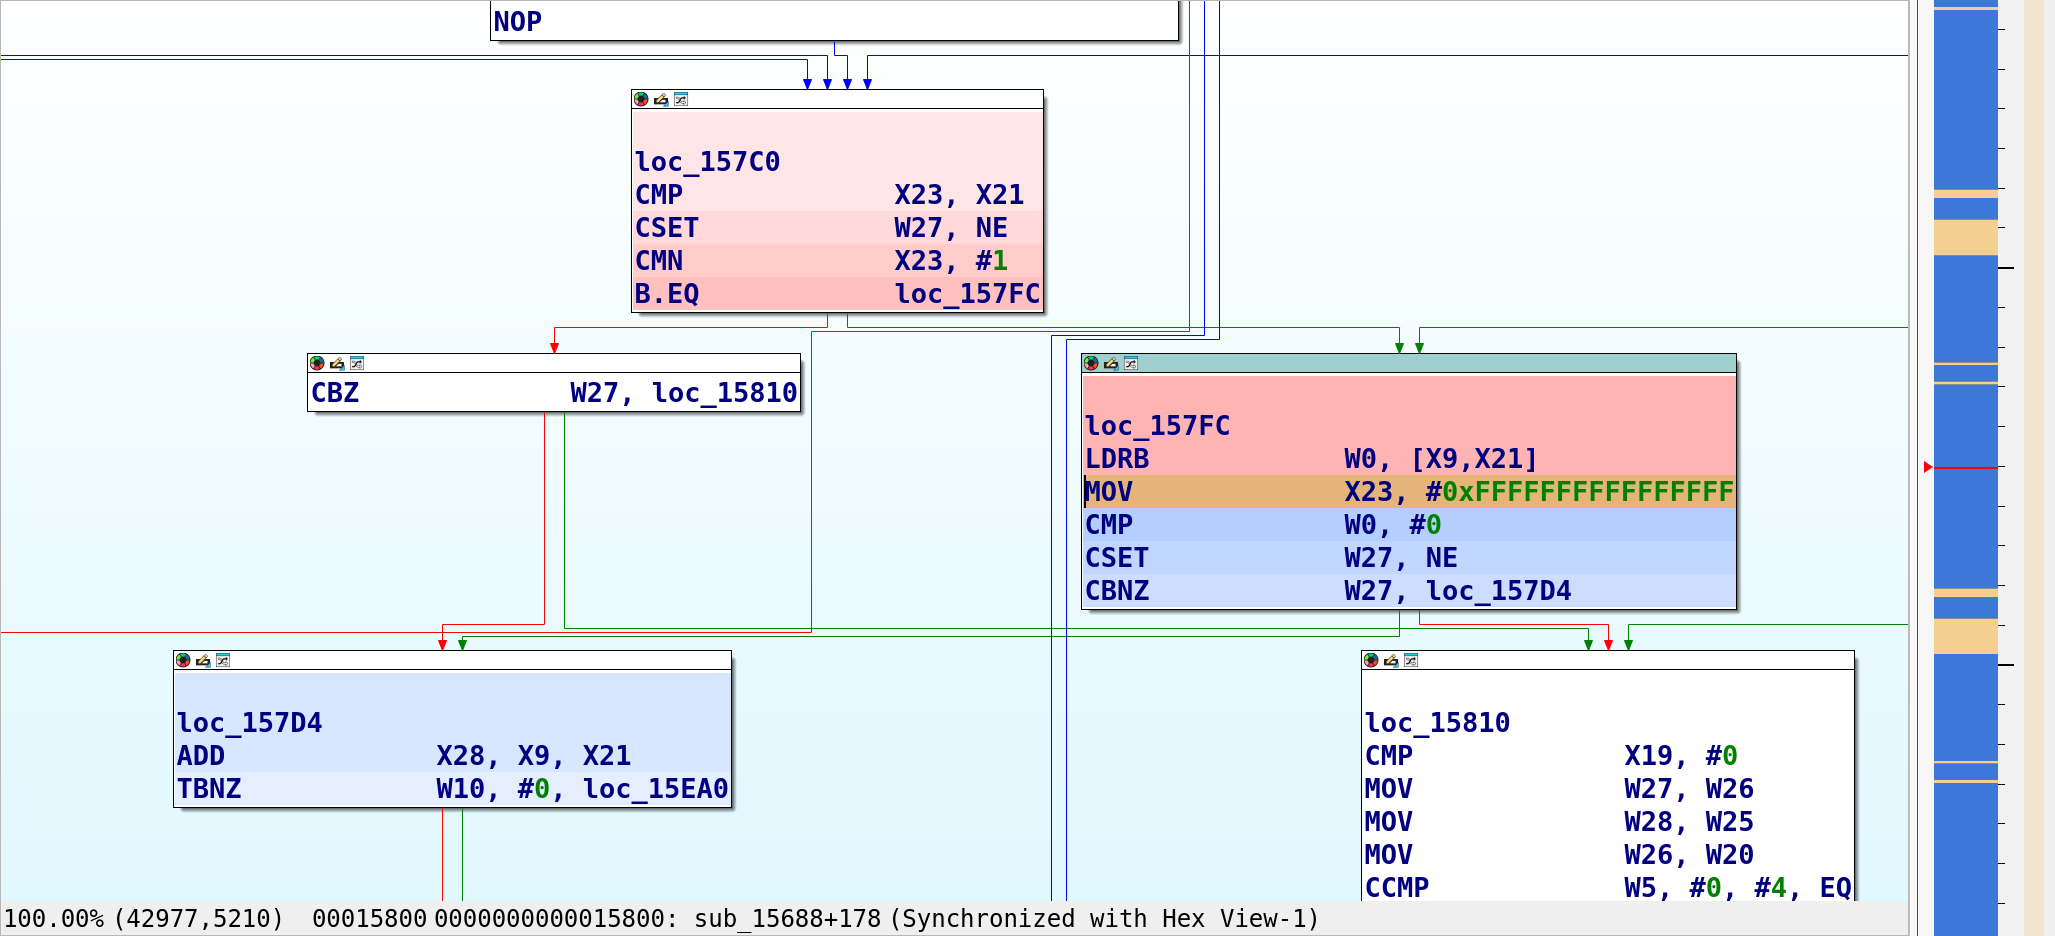 NOP
loc_157C0
CMP X23, X21
CSET W27, NE
CMN X23, #1
B.EQ loc_157FC
CBZ W27, loc_15810
loc_157FC
LDRB W0, [X9,X21]
MOV X23, #0xFFFFFFFFFFFFFFFF
CMP W0, #0
CSET W27, NE
CBNZ W27, loc_157D4
loc_157D4
ADD X28, X9, X21
TBNZ W10, #0, loc_15EA0
loc_15810
CMP X19, #0
MOV W27, W26
MOV W28, W25
MOV W26, W20
CCMP W5, #0, #4, EQ
100.00% (42977,5210) 00015800 0000000000015800: sub_15688+178 (Synchronized with Hex View-1)